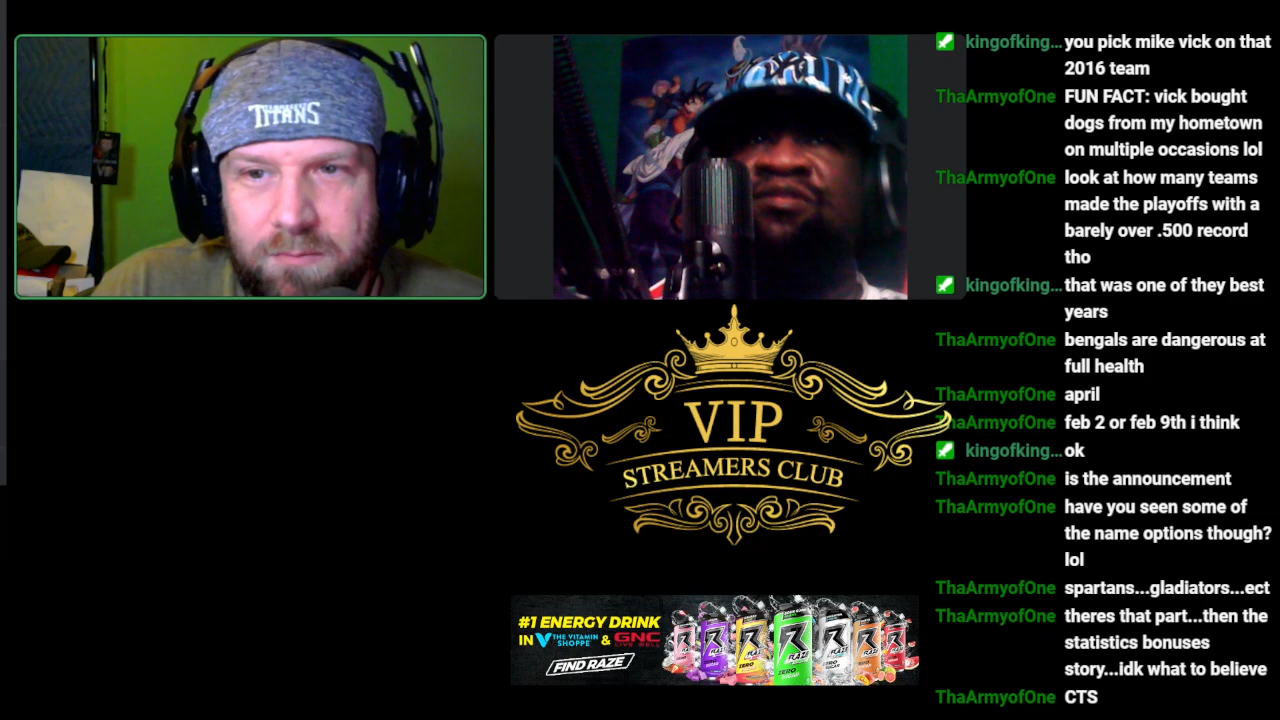 TITANS
kingofking... you pick mike vick on that
2016 team
ThaArmyofOne FUN FACT: vick bought
dogs from my hometown
on multiple occasions lol
ThaArmyofOne look at how many teams
made the playoffs with a
barely over .500 record
tho
kingofking... that was one of they best
years
ThaArmyofOne bengals are dangerous at
full health
ThaArmyofOne april
ThaArmyofOne feb 2 or feb 9th i think
kingofking... ok
ThaArmyofOne is the announcement
ThaArmyofOne have you seen some of
the name options though?
lol
ThaArmyofOne spartans...gladiators...ect
ThaArmyofOne theres that part...then the
statistics bonuses
story...idk what to believe
ThaArmyofOne CTS
VIP
STREAMERS CLUB
#1 ENERGY DRINK
IN THE VITAMIN SHOPPE & GNC
LIVE WELL
FIND RAZE